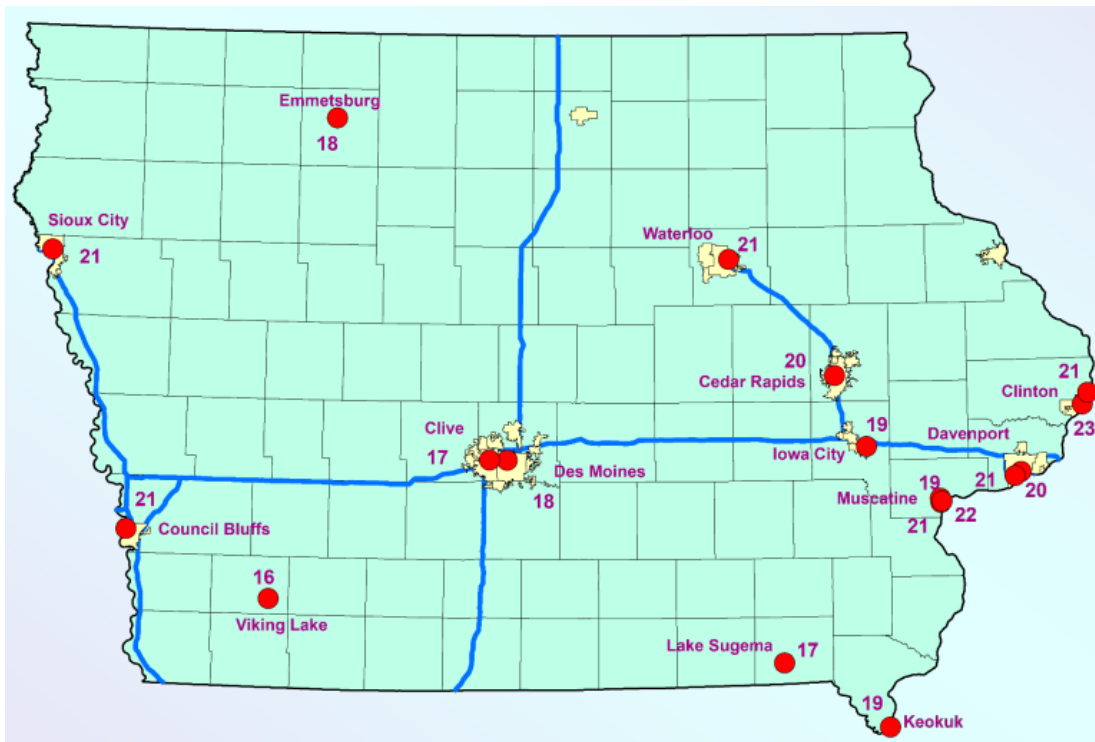 Emmetsburg
18
Sioux City
21
Waterloo
21
20
Cedar Rapids
21
Clinton
23
Clive
17
19
Iowa City
Davenport
Des Moines
18
21
20
19
Muscatine
22
21
21
Council Bluffs
16
Viking Lake
Lake Sugema
17
19
Keokuk